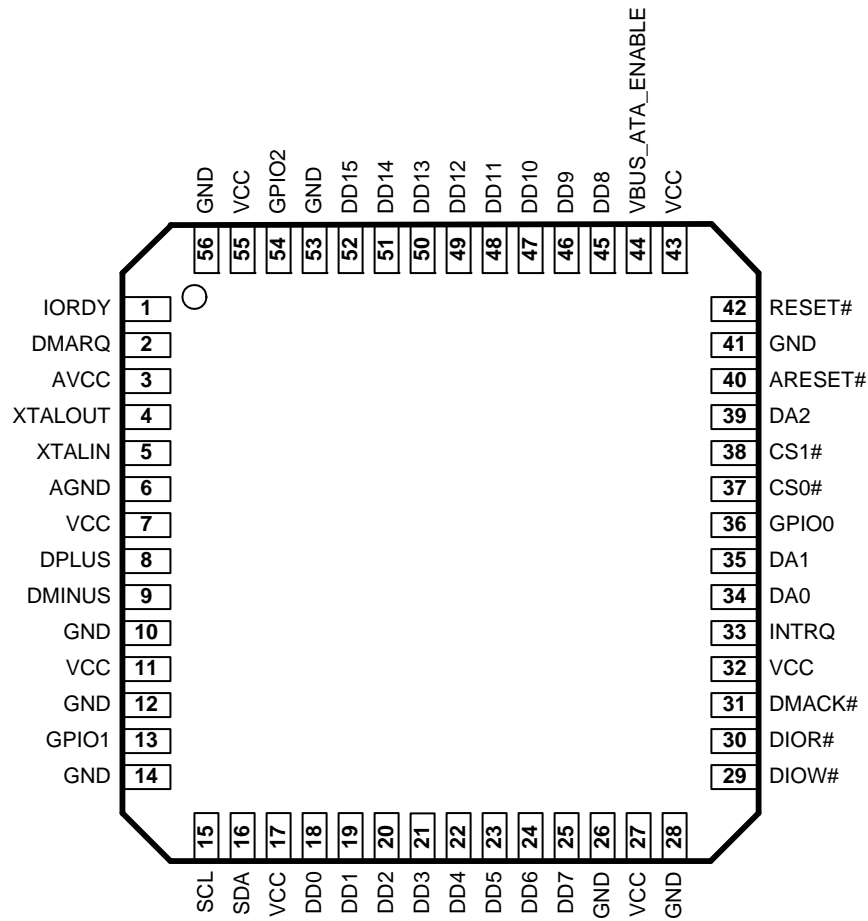 VBUS_ATA_ENABLE
GND VCC GPIO2 GND DD15 DD14 DD13 DD12 DD11 DD10 DD9 DD8 VCC
56 55 54 53 52 51 50 49 48 47 46 45 44 43
IORDY 1 42 RESET#
DMARQ 2 41 GND
AVCC 3 40 ARESET#
XTALOUT 4 39 DA2
XTALIN 5 38 CS1#
AGND 6 37 CS0#
VCC 7 36 GPIO0
DPLUS 8 35 DA1
DMINUS 9 34 DA0
GND 10 33 INTRQ
VCC 11 32 VCC
GND 12 31 DMACK#
GPIO1 13 30 DIOR#
GND 14 29 DIOW#
15 16 17 18 19 20 21 22 23 24 25 26 27 28
SCL SDA VCC DD0 DD1 DD2 DD3 DD4 DD5 DD6 DD7 GND VCC GND